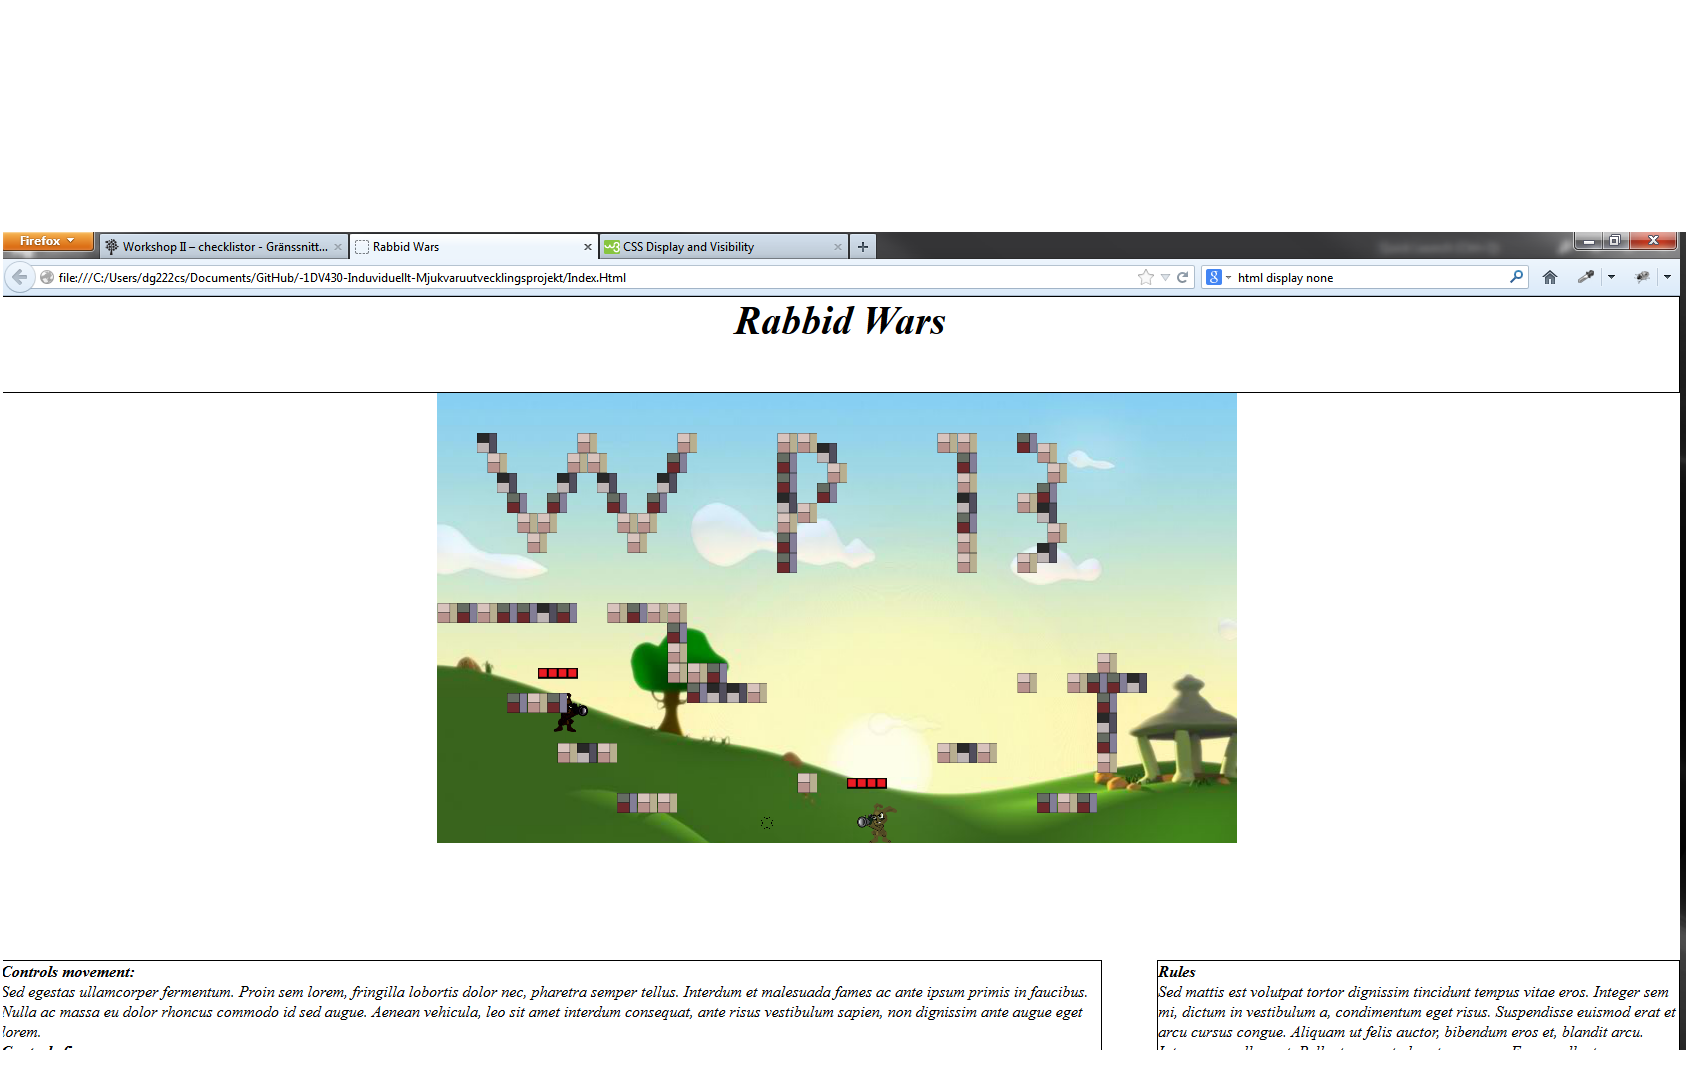 Firefox
Workshop II – checklistor - Gränssnitt...
Rabbid Wars
CSS Display and Visibility
file:///C:/Users/dg222cs/Documents/GitHub/-1DV430-Induviduellt-Mjukvaruutvecklingsprojekt/Index.Html
html display none
Rabbid Wars
W P 13
Controls movement:
Sed egestas ullamcorper fermentum. Proin sem lorem, fringilla lobortis dolor nec, pharetra semper tellus. Interdum et malesuada fames ac ante ipsum primis in faucibus.
Nulla ac massa eu dolor rhoncus commodo id sed augue. Aenean vehicula, leo sit amet interdum consequat, ante risus vestibulum sapien, non dignissim ante augue eget
lorem.
Rules
Sed mattis est volutpat tortor dignissim tincidunt tempus vitae eros. Integer sem
mi, dictum in vestibulum a, condimentum eget risus. Suspendisse euismod erat et
arcu cursus congue. Aliquam ut felis auctor, bibendum eros et, blandit arcu.